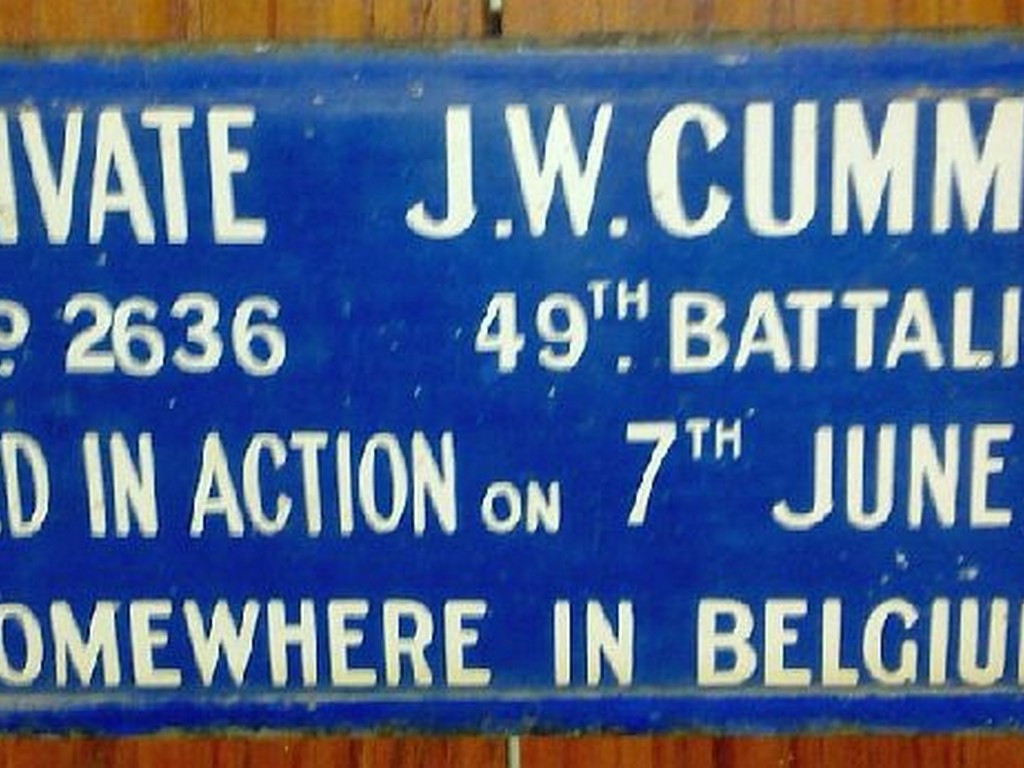 IVATE J.W. CUMM
o. 2636 49TH. BATTALI
D IN ACTION ON 7TH JUNE
OMEWHERE IN BELGIU